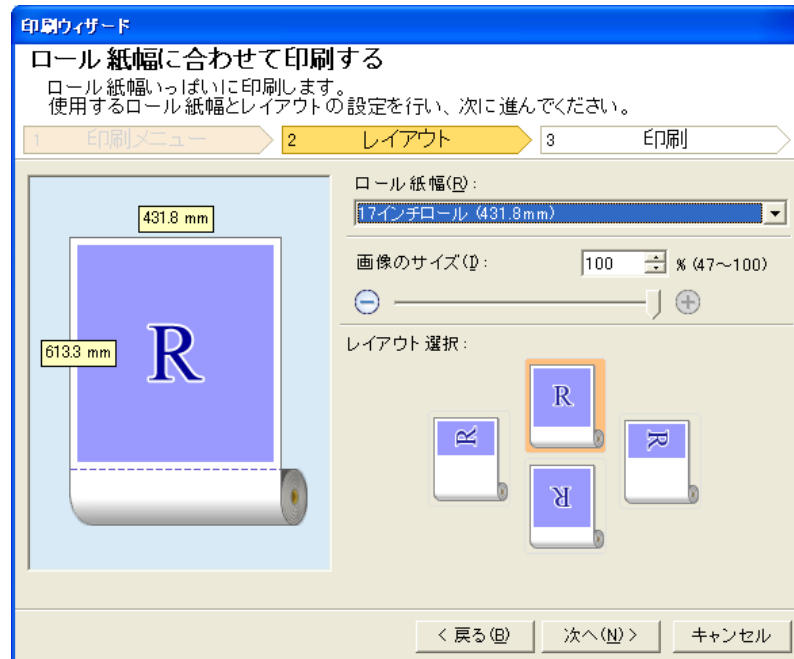 印刷ウィザード
ロール紙幅に合わせて印刷する
ロール紙幅いっぱいに印刷します。
使用するロール紙幅とレイアウトの設定を行い、次に進んでください。
1 印刷メニュー 2 レイアウト 3 印刷
ロール紙幅(R):
17インチロール (431.8mm)
画像のサイズ(I): 100 % (47～100)
レイアウト選択:
431.8 mm
613.3 mm
R
R
R
R
R
< 戻る(B) 次へ(N) > キャンセル